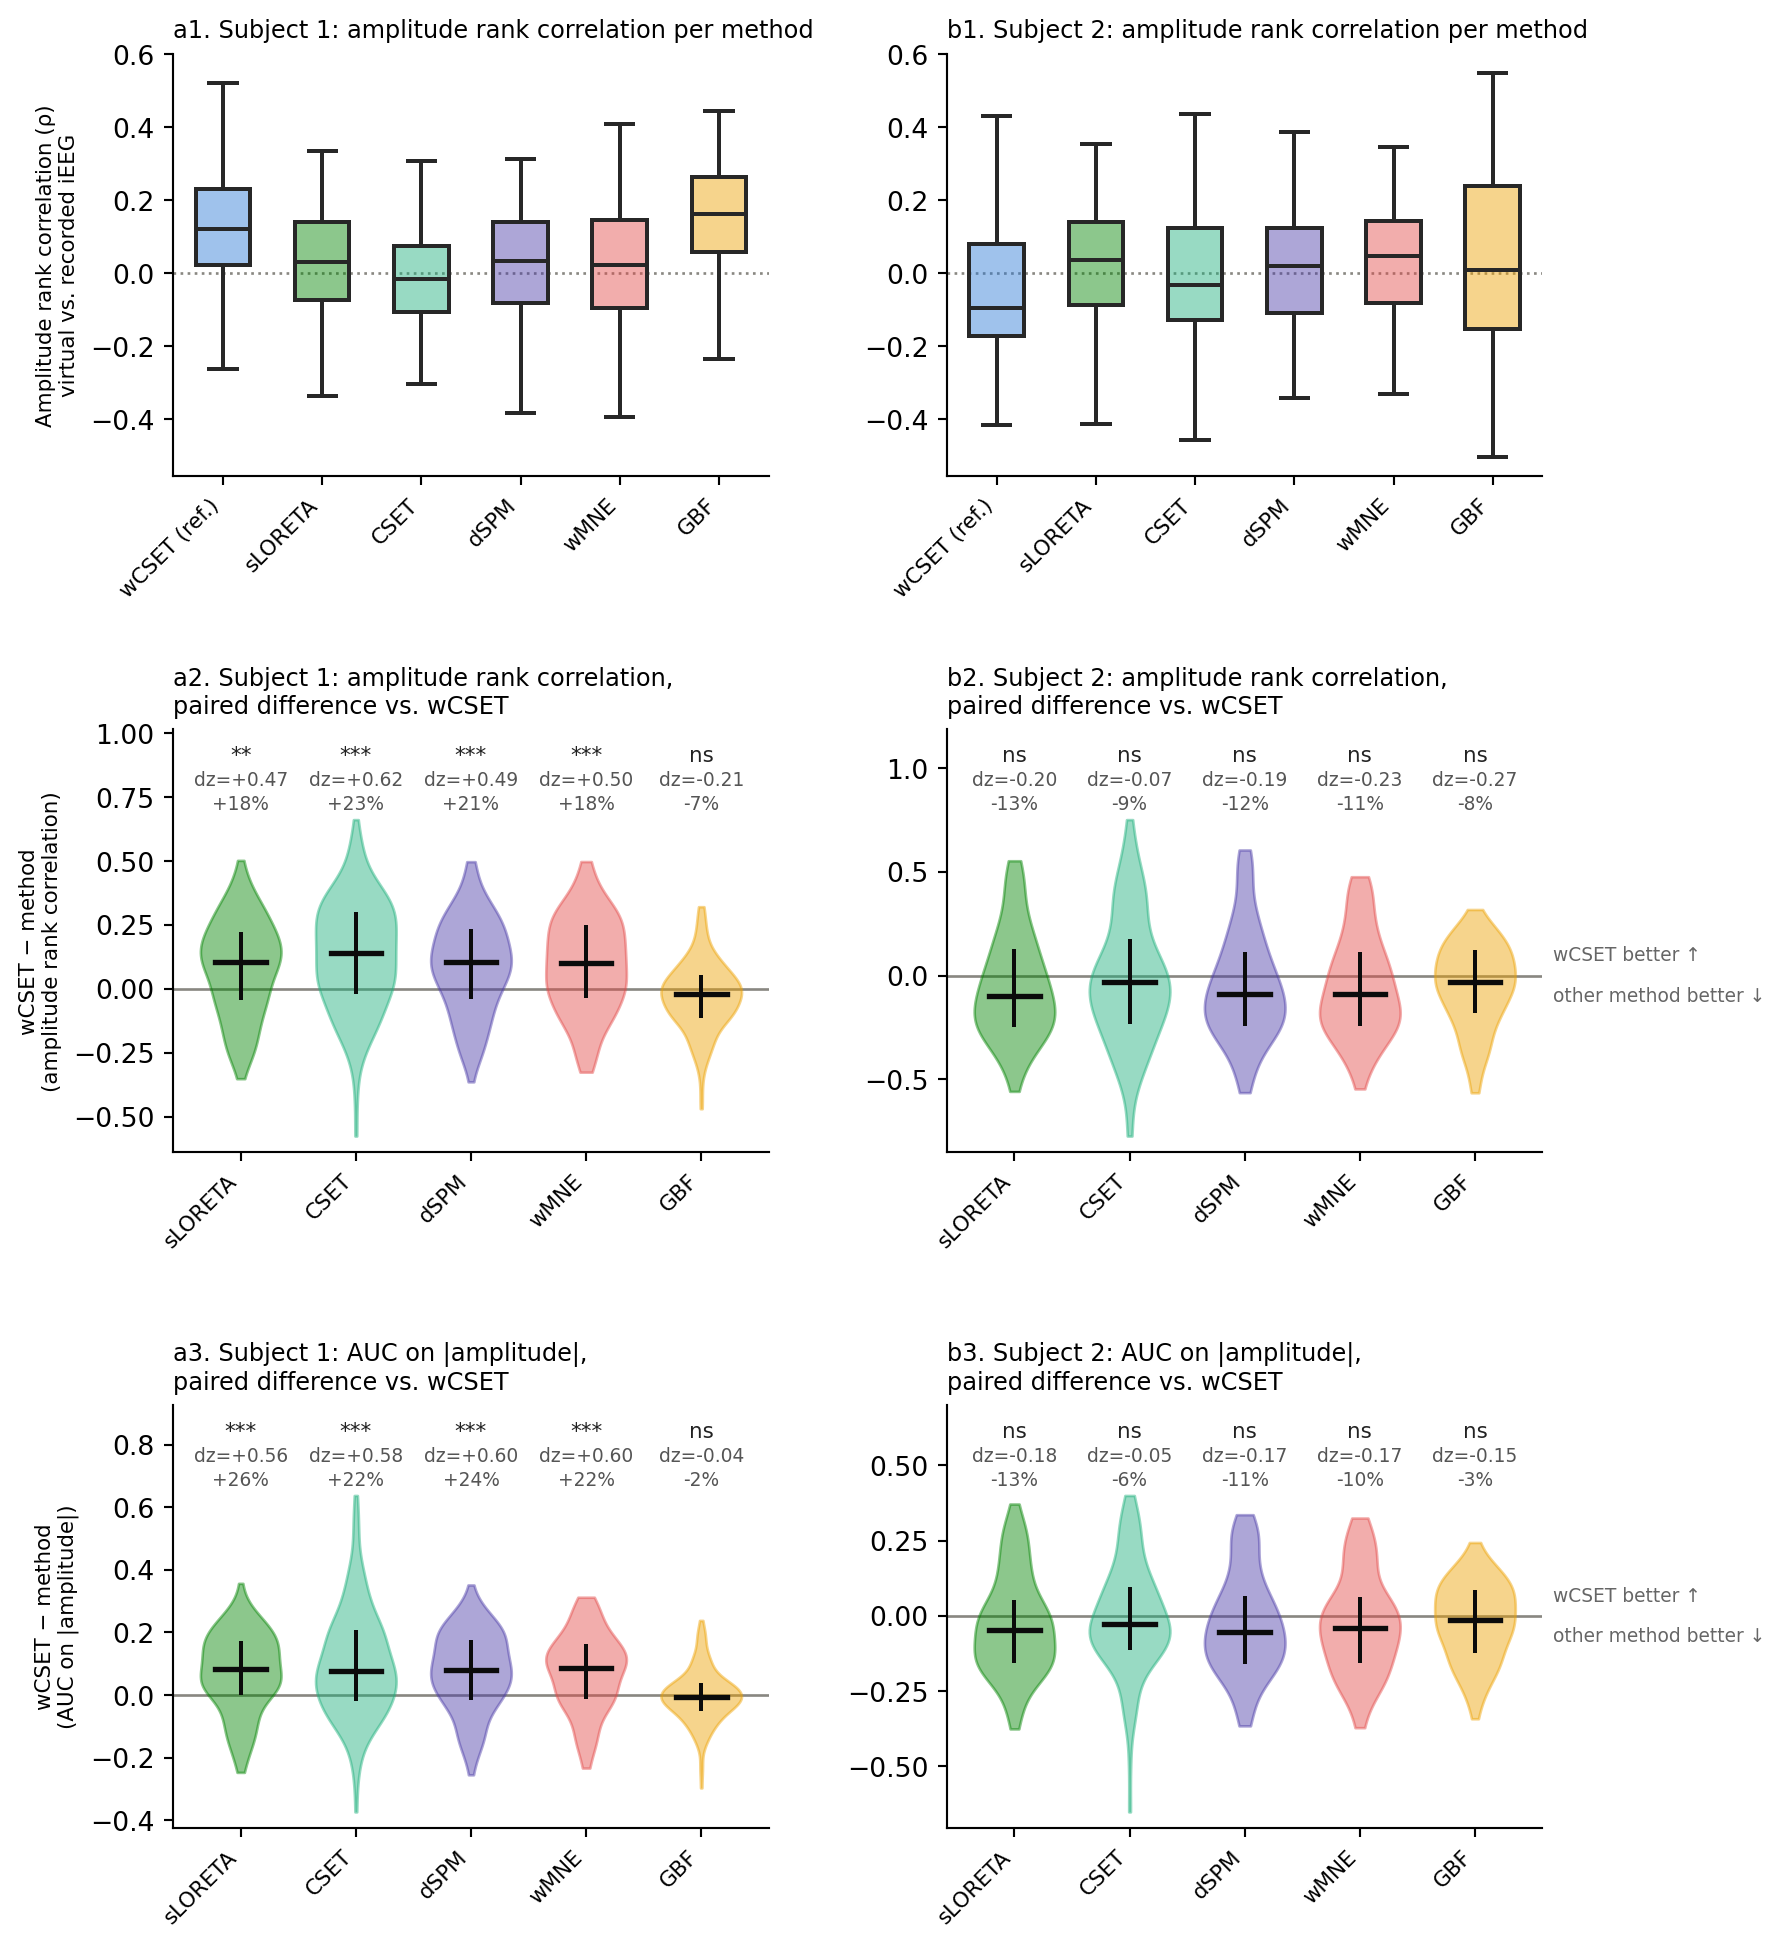 a1. Subject 1: amplitude rank correlation per method
Amplitude rank correlation (ρ)
virtual vs. recorded iEEG
0.6
0.4
0.2
0.0
−0.2
−0.4
wCSET (ref.)
sLORETA
CSET
dSPM
wMNE
GBF
b1. Subject 2: amplitude rank correlation per method
0.6
0.4
0.2
0.0
−0.2
−0.4
wCSET (ref.)
sLORETA
CSET
dSPM
wMNE
GBF
a2. Subject 1: amplitude rank correlation,
paired difference vs. wCSET
wCSET − method
(amplitude rank correlation)
1.00
0.75
0.50
0.25
0.00
−0.25
−0.50
** *** *** *** ns
dz=+0.47 dz=+0.62 dz=+0.49 dz=+0.50 dz=-0.21
+18% +23% +21% +18% -7%
sLORETA
CSET
dSPM
wMNE
GBF
b2. Subject 2: amplitude rank correlation,
paired difference vs. wCSET
1.0
0.5
0.0
−0.5
ns ns ns ns ns
dz=-0.20 dz=-0.07 dz=-0.19 dz=-0.23 dz=-0.27
-13% -9% -12% -11% -8%
wCSET better ↑
other method better ↓
sLORETA
CSET
dSPM
wMNE
GBF
a3. Subject 1: AUC on |amplitude|,
paired difference vs. wCSET
wCSET − method
(AUC on |amplitude|)
0.8
0.6
0.4
0.2
0.0
−0.2
−0.4
*** *** *** *** ns
dz=+0.56 dz=+0.58 dz=+0.60 dz=+0.60 dz=-0.04
+26% +22% +24% +22% -2%
sLORETA
CSET
dSPM
wMNE
GBF
b3. Subject 2: AUC on |amplitude|,
paired difference vs. wCSET
0.50
0.25
0.00
−0.25
−0.50
ns ns ns ns ns
dz=-0.18 dz=-0.05 dz=-0.17 dz=-0.17 dz=-0.15
-13% -6% -11% -10% -3%
wCSET better ↑
other method better ↓
sLORETA
CSET
dSPM
wMNE
GBF